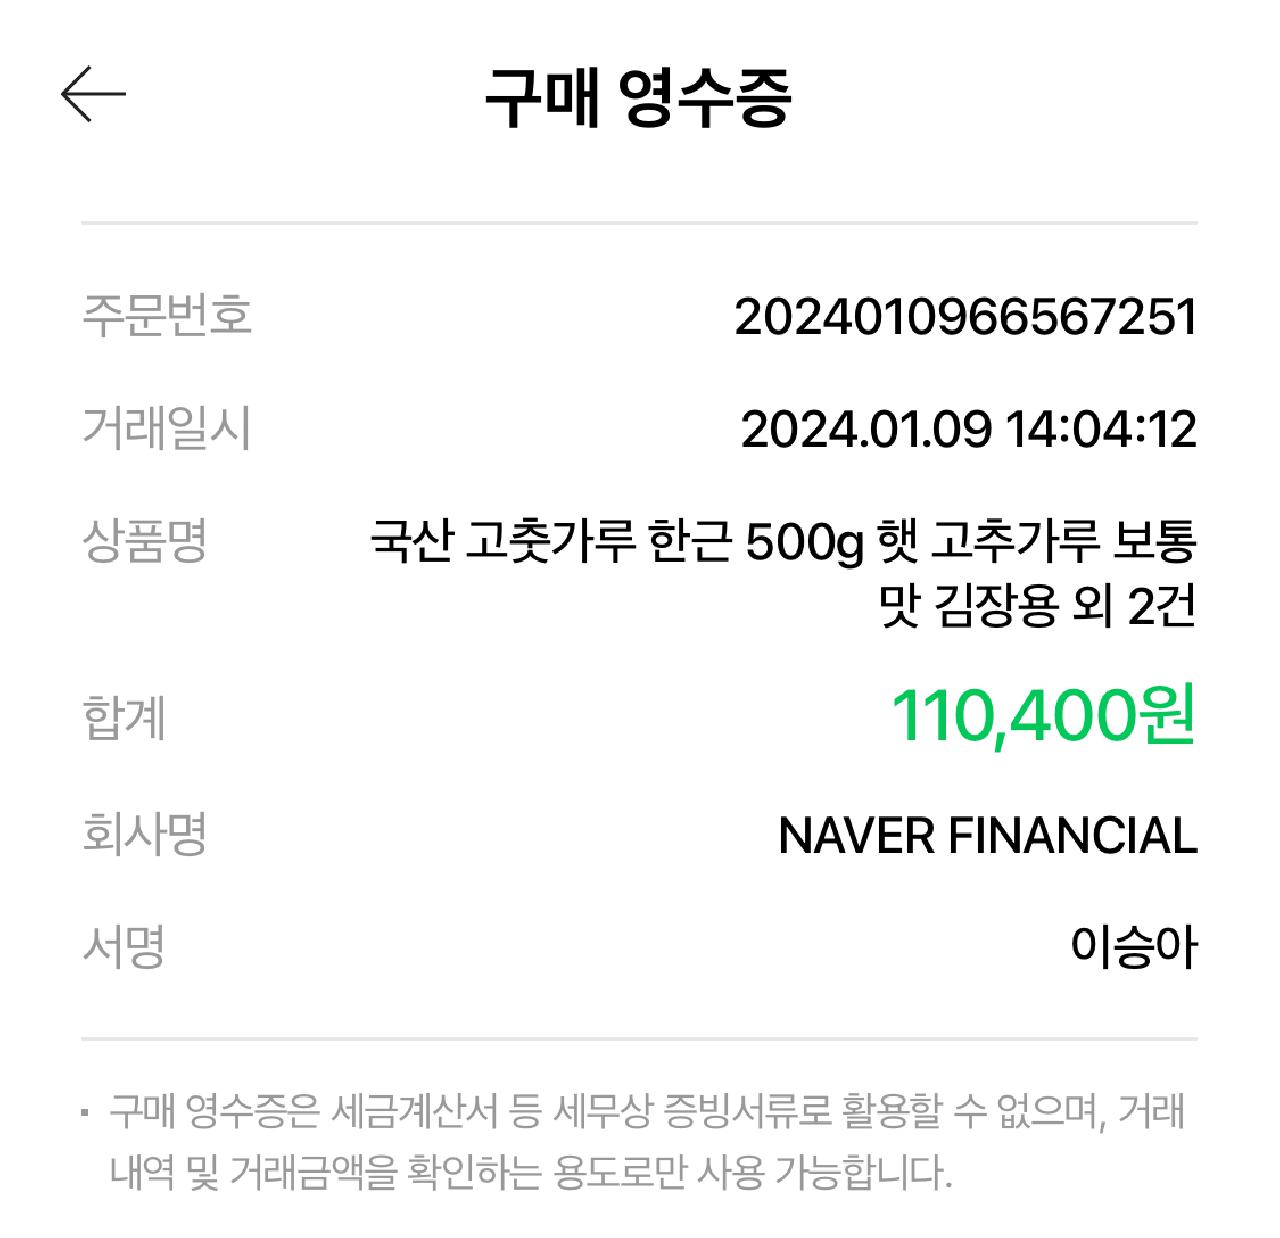 구매 영수증
주문번호 2024010966567251
거래일시 2024.01.09 14:04:12
상품명 국산 고춧가루 한근 500g 햇 고추가루 보통
맛 김장용 외 2건
합계 110,400원
회사명 NAVER FINANCIAL
서명 이승아
▪ 구매 영수증은 세금계산서 등 세무상 증빙서류로 활용할 수 없으며, 거래
내역 및 거래금액을 확인하는 용도로만 사용 가능합니다.